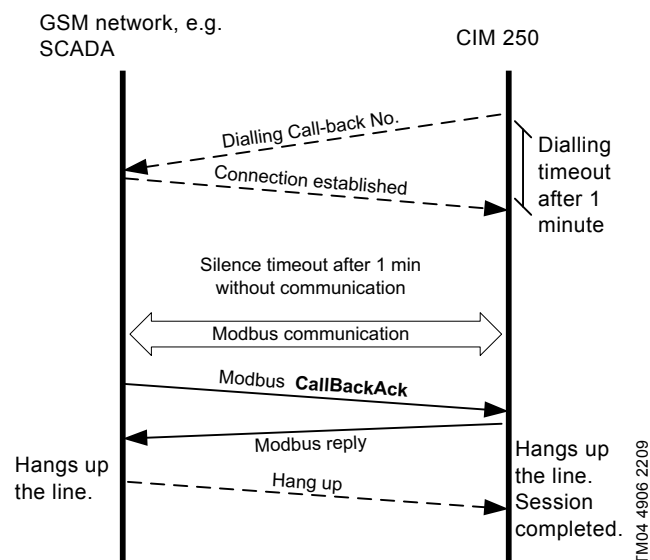 GSM network, e.g.
SCADA
CIM 250
Dialling Call-back No.
Connection established
Dialling
timeout
after 1
minute
Silence timeout after 1 min
without communication
Modbus communication
Modbus CallBackAck
Modbus reply
Hangs up
the line.
Hang up
Hangs up
the line.
Session
completed.
TM04 4906 2209